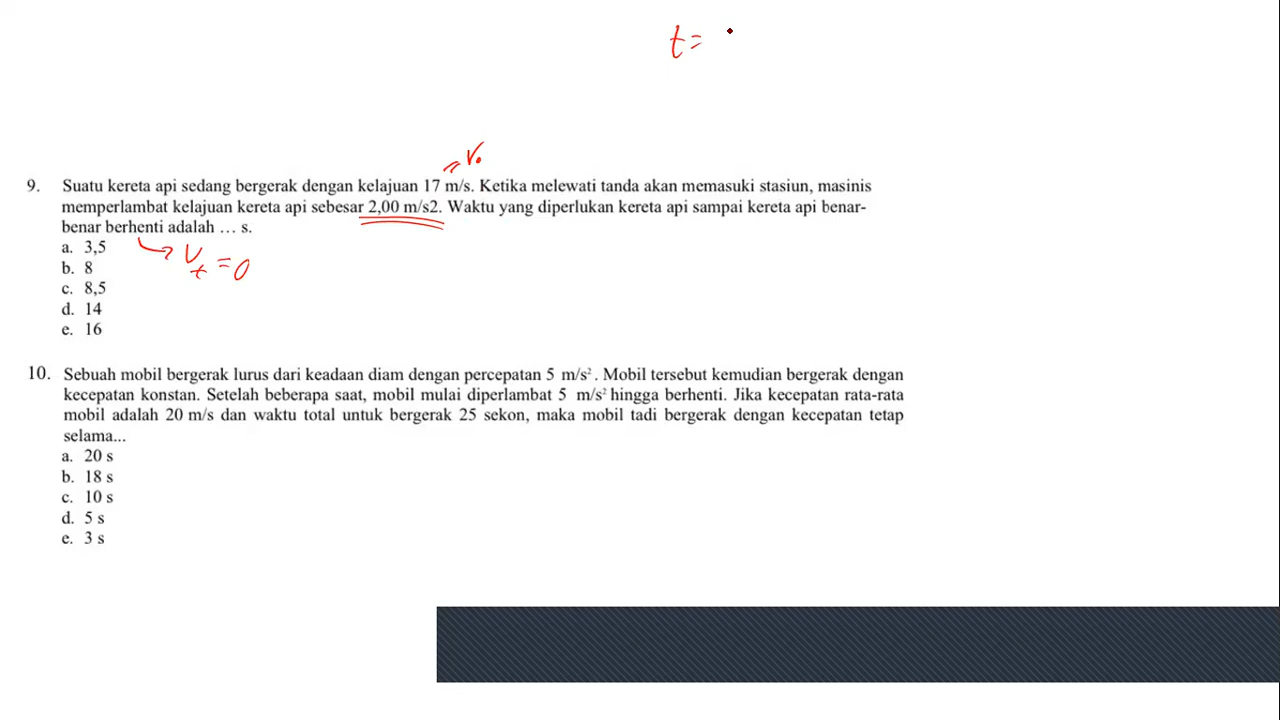 t=
= V₀
9. Suatu kereta api sedang bergerak dengan kelajuan 17 m/s. Ketika melewati tanda akan memasuki stasiun, masinis
memperlambat kelajuan kereta api sebesar 2,00 m/s2. Waktu yang diperlukan kereta api sampai kereta api benar-
benar berhenti adalah … s.
a. 3,5
Vₜ = 0
b. 8
c. 8,5
d. 14
e. 16
10. Sebuah mobil bergerak lurus dari keadaan diam dengan percepatan 5 m/s². Mobil tersebut kemudian bergerak dengan
kecepatan konstan. Setelah beberapa saat, mobil mulai diperlambat 5 m/s² hingga berhenti. Jika kecepatan rata-rata
mobil adalah 20 m/s dan waktu total untuk bergerak 25 sekon, maka mobil tadi bergerak dengan kecepatan tetap
selama...
a. 20 s
b. 18 s
c. 10 s
d. 5 s
e. 3 s